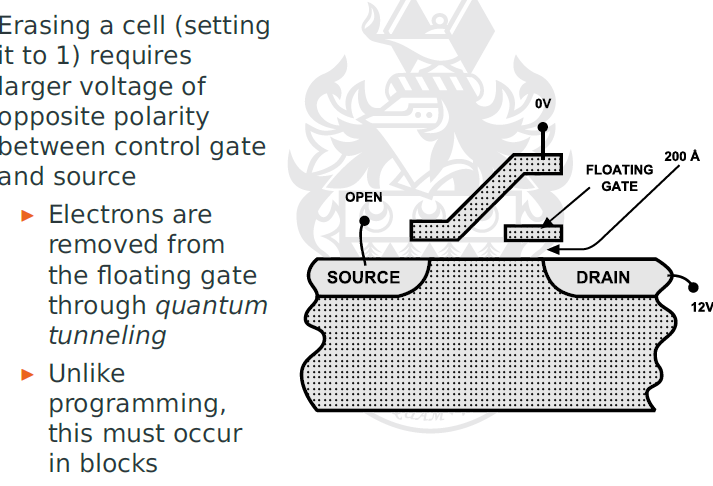 Erasing a cell (setting
it to 1) requires
larger voltage of
opposite polarity
between control gate
and source
Electrons are
removed from
the floating gate
through quantum
tunneling
Unlike
programming,
this must occur
in blocks
0V
200 Å
FLOATING
GATE
OPEN
SOURCE
DRAIN
12V